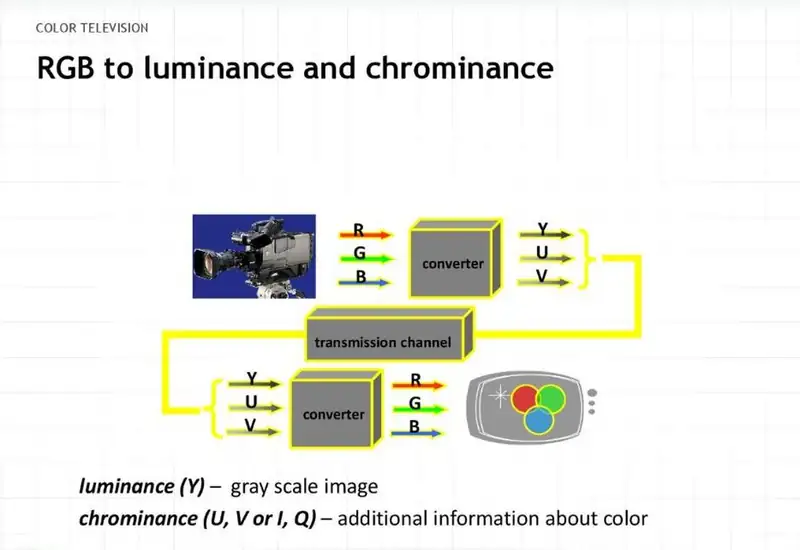 COLOR TELEVISION
RGB to luminance and chrominance
R
G
B
converter
Y
U
V
transmission channel
Y
U
V
converter
R
G
B
luminance (Y) – gray scale image
chrominance (U, V or I, Q) – additional information about color